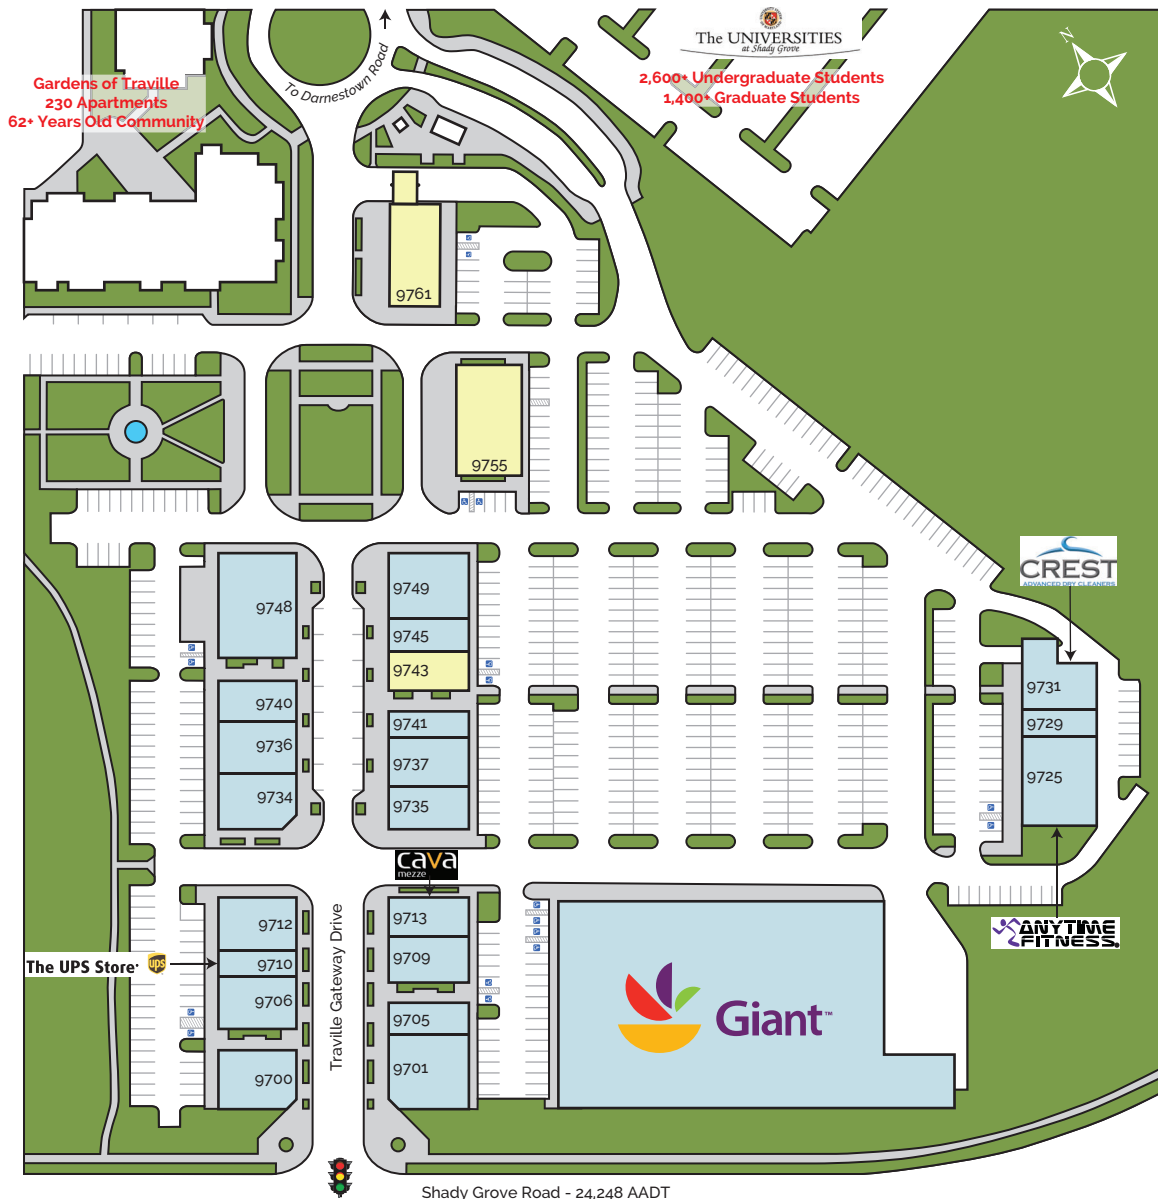 The UNIVERSITIES
at Shady Grove
2,600+ Undergraduate Students
1,400+ Graduate Students
N
Gardens of Traville
230 Apartments
62+ Years Old Community
To Darnestown Road
9761
9755
CREST
ADVANCED DRY CLEANERS
9748
9749
9745
9743
9740
9741
9736
9737
9734
9735
9731
9729
9725
cava
mezze
ANYTIME
FITNESS.
9712
9713
The UPS Store
ups
9710
9709
9706
9705
9700
9701
Traville Gateway Drive
Giant™
Shady Grove Road - 24,248 AADT